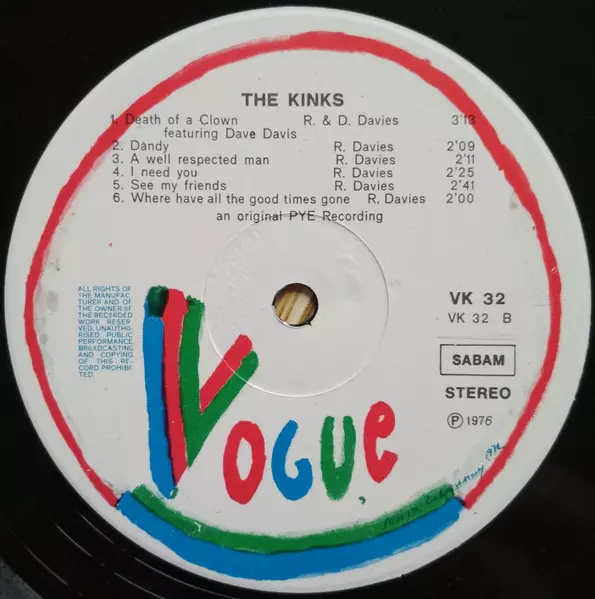 THE KINKS
1. Death of a Clown R. & D. Davies 3'13
featuring Dave Davis
2. Dandy R. Davies 2'09
3. A well respected man R. Davies 2'11
4. I need you R. Davies 2'25
5. See my friends R. Davies 2'41
6. Where have all the good times gone R. Davies 2'00
an original PYE Recording
ALL RIGHTS OF
THE MANUFAC
TURER AND OF
THE OWNER OF
THE RECORDED
WORK RESER
VED. UNAUTHO-
RISED PUBLIC
PERFORMANCE,
BROADCASTING
AND COPYING
OF THIS RE-
CORD PROHIBI
TED.
VK 32
VK 32 B
SABAM
STEREO
Ⓟ 1976
VOGUE